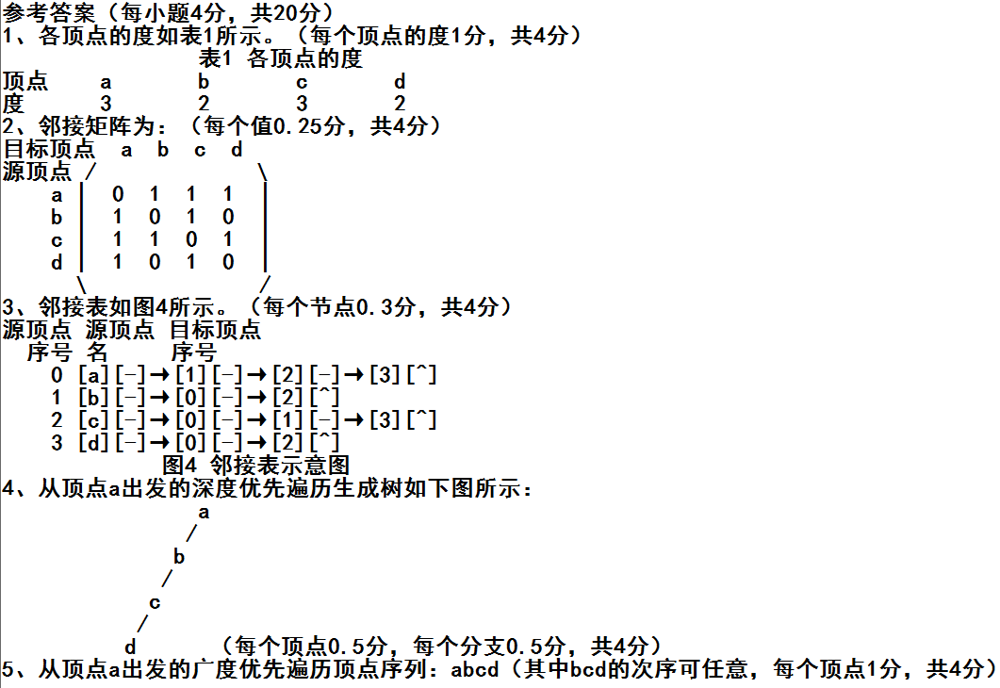 参考答案（每小题4分，共20分）
1、各顶点的度如表1所示。（每个顶点的度1分，共4分）
表1 各顶点的度
顶点 a b c d
度 3 2 3 2
2、邻接矩阵为：（每个值0.25分，共4分）
目标顶点 a b c d
源顶点 / \
a | 0 1 1 1 |
b | 1 0 1 0 |
c | 1 1 0 1 |
d | 1 0 1 0 |
\ /
3、邻接表如图4所示。（每个节点0.3分，共4分）
源顶点 源顶点 目标顶点
序号 名 序号
0 [a][-]→[1][-]→[2][-]→[3][^]
1 [b][-]→[0][-]→[2][^]
2 [c][-]→[0][-]→[1][-]→[3][^]
3 [d][-]→[0][-]→[2][^]
图4 邻接表示意图
4、从顶点a出发的深度优先遍历生成树如下图所示：
a
/
b
/
c
/
d （每个顶点0.5分，每个分支0.5分，共4分）
5、从顶点a出发的广度优先遍历顶点序列：abcd（其中bcd的次序可任意，每个顶点1分，共4分）